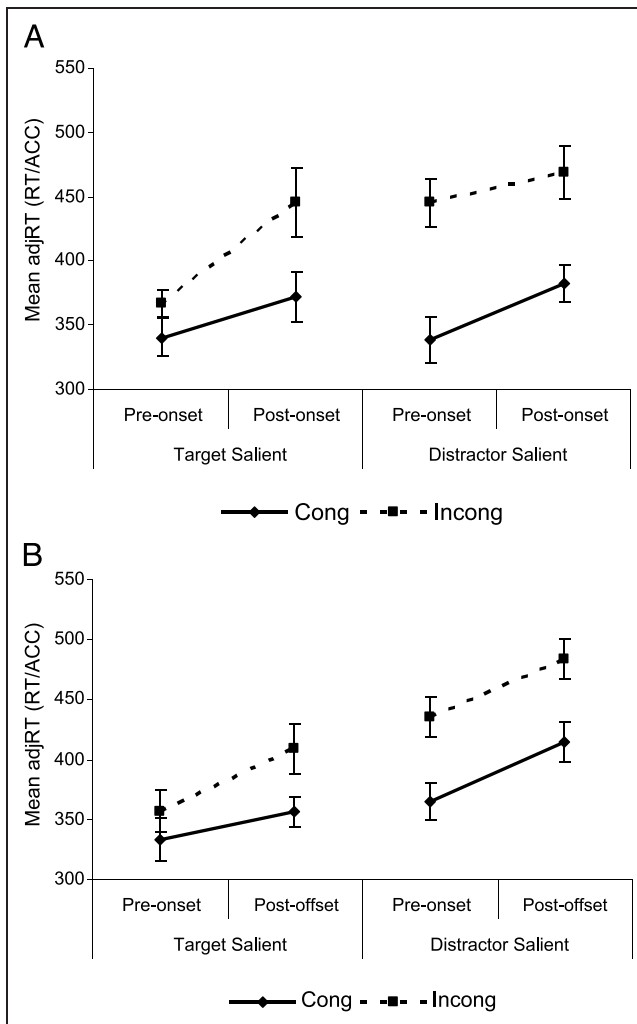 A
550
500
450
400
350
300
Mean adjRT (RT/ACC)
Pre-onset Post-onset Pre-onset Post-onset
Target Salient Distractor Salient
Cong Incong
B
550
500
450
400
350
300
Mean adjRT (RT/ACC)
Pre-onset Post-offset Pre-onset Post-offset
Target Salient Distractor Salient
Cong Incong